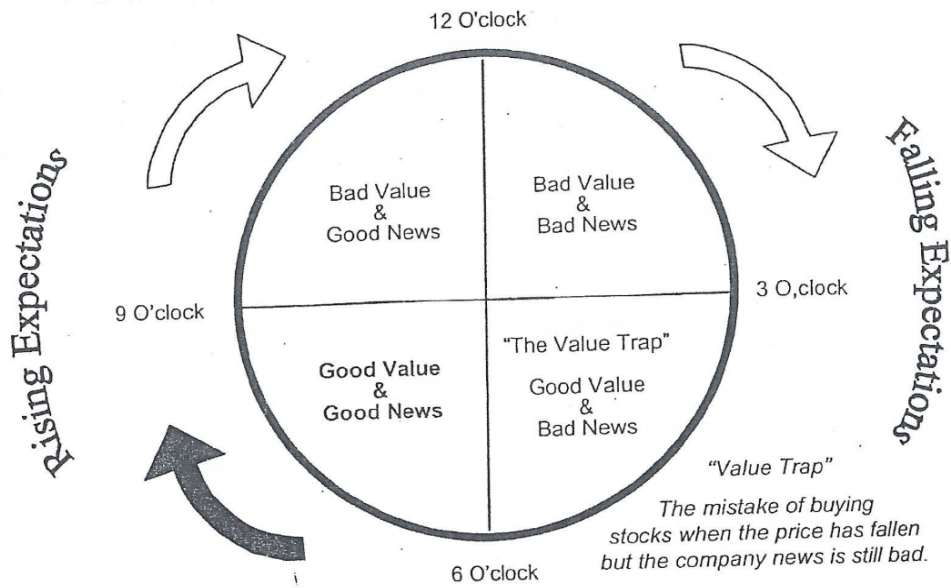 12 O'clock
Rising Expectations
Falling Expectations
Bad Value
&
Good News
Bad Value
&
Bad News
9 O'clock
3 O,clock
Good Value
&
Good News
"The Value Trap"
Good Value
&
Bad News
"Value Trap"
The mistake of buying
stocks when the price has fallen
but the company news is still bad.
6 O'clock